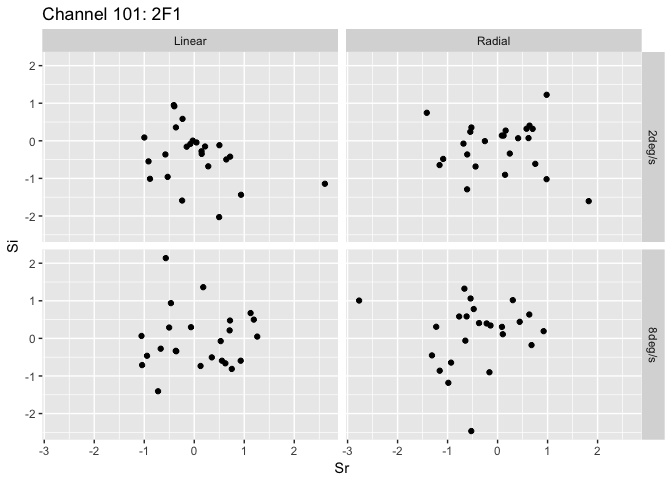 Channel 101: 2F1
Linear
Radial
2
1
0
-1
-2
2deg/s
Si
2
1
0
-1
-2
8deg/s
-3 -2 -1 0 1 2 -3 -2 -1 0 1 2
Sr